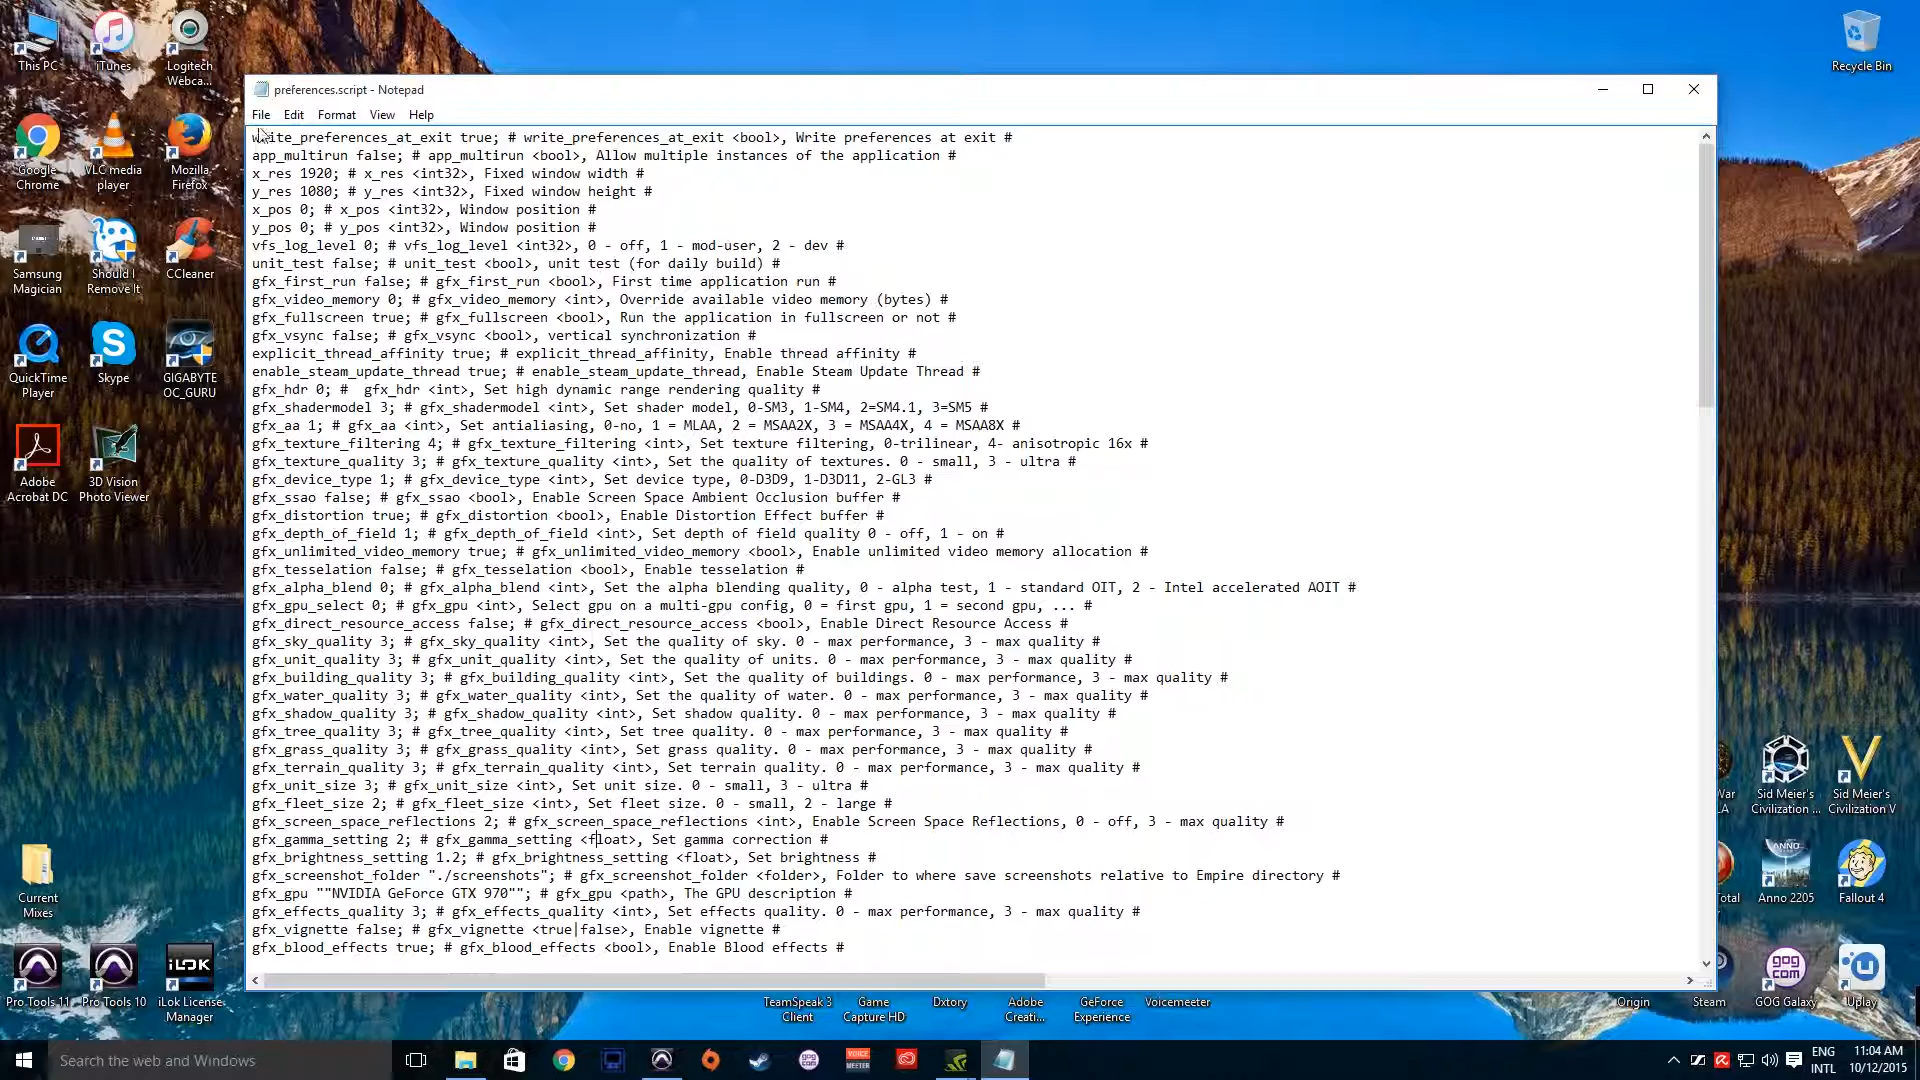 This PC
iTunes
Logitech
Webca...
Recycle Bin
preferences.script - Notepad
File Edit Format View Help
write_preferences_at_exit true; # write_preferences_at_exit <bool>, Write preferences at exit #
app_multirun false; # app_multirun <bool>, Allow multiple instances of the application #
x_res 1920; # x_res <int32>, Fixed window width #
y_res 1080; # y_res <int32>, Fixed window height #
x_pos 0; # x_pos <int32>, Window position #
y_pos 0; # y_pos <int32>, Window position #
vfs_log_level 0; # vfs_log_level <int32>, 0 - off, 1 - mod-user, 2 - dev #
unit_test false; # unit_test <bool>, unit test (for daily build) #
gfx_first_run false; # gfx_first_run <bool>, First time application run #
gfx_video_memory 0; # gfx_video_memory <int>, Override available video memory (bytes) #
gfx_fullscreen true; # gfx_fullscreen <bool>, Run the application in fullscreen or not #
gfx_vsync false; # gfx_vsync <bool>, vertical synchronization #
explicit_thread_affinity true; # explicit_thread_affinity, Enable thread affinity #
enable_steam_update_thread true; # enable_steam_update_thread, Enable Steam Update Thread #
gfx_hdr 0; #  gfx_hdr <int>, Set high dynamic range rendering quality #
gfx_shadermodel 3; # gfx_shadermodel <int>, Set shader model, 0-SM3, 1-SM4, 2=SM4.1, 3=SM5 #
gfx_aa 1; # gfx_aa <int>, Set antialiasing, 0-no, 1 = MLAA, 2 = MSAA2X, 3 = MSAA4X, 4 = MSAA8X #
gfx_texture_filtering 4; # gfx_texture_filtering <int>, Set texture filtering, 0-trilinear, 4- anisotropic 16x #
gfx_texture_quality 3; # gfx_texture_quality <int>, Set the quality of textures. 0 - small, 3 - ultra #
gfx_device_type 1; # gfx_device_type <int>, Set device type, 0-D3D9, 1-D3D11, 2-GL3 #
gfx_ssao false; # gfx_ssao <bool>, Enable Screen Space Ambient Occlusion buffer #
gfx_distortion true; # gfx_distortion <bool>, Enable Distortion Effect buffer #
gfx_depth_of_field 1; # gfx_depth_of_field <int>, Set depth of field quality 0 - off, 1 - on #
gfx_unlimited_video_memory true; # gfx_unlimited_video_memory <bool>, Enable unlimited video memory allocation #
gfx_tesselation false; # gfx_tesselation <bool>, Enable tesselation #
gfx_alpha_blend 0; # gfx_alpha_blend <int>, Set the alpha blending quality, 0 - alpha test, 1 - standard OIT, 2 - Intel accelerated AOIT #
gfx_gpu_select 0; # gfx_gpu <int>, Select gpu on a multi-gpu config, 0 = first gpu, 1 = second gpu, ... #
gfx_direct_resource_access false; # gfx_direct_resource_access <bool>, Enable Direct Resource Access #
gfx_sky_quality 3; # gfx_sky_quality <int>, Set the quality of sky. 0 - max performance, 3 - max quality #
gfx_unit_quality 3; # gfx_unit_quality <int>, Set the quality of units. 0 - max performance, 3 - max quality #
gfx_building_quality 3; # gfx_building_quality <int>, Set the quality of buildings. 0 - max performance, 3 - max quality #
gfx_water_quality 3; # gfx_water_quality <int>, Set the quality of water. 0 - max performance, 3 - max quality #
gfx_shadow_quality 3; # gfx_shadow_quality <int>, Set shadow quality. 0 - max performance, 3 - max quality #
gfx_tree_quality 3; # gfx_tree_quality <int>, Set tree quality. 0 - max performance, 3 - max quality #
gfx_grass_quality 3; # gfx_grass_quality <int>, Set grass quality. 0 - max performance, 3 - max quality #
gfx_terrain_quality 3; # gfx_terrain_quality <int>, Set terrain quality. 0 - max performance, 3 - max quality #
gfx_unit_size 3; # gfx_unit_size <int>, Set unit size. 0 - small, 3 - ultra #
gfx_fleet_size 2; # gfx_fleet_size <int>, Set fleet size. 0 - small, 2 - large #
gfx_screen_space_reflections 2; # gfx_screen_space_reflections <int>, Enable Screen Space Reflections, 0 - off, 3 - max quality #
gfx_gamma_setting 2; # gfx_gamma_setting <float>, Set gamma correction #
gfx_brightness_setting 1.2; # gfx_brightness_setting <float>, Set brightness #
gfx_screenshot_folder "./screenshots"; # gfx_screenshot_folder <folder>, Folder to where save screenshots relative to Empire directory #
gfx_gpu ""NVIDIA GeForce GTX 970""; # gfx_gpu <path>, The GPU description #
gfx_effects_quality 3; # gfx_effects_quality <int>, Set effects quality. 0 - max performance, 3 - max quality #
gfx_vignette false; # gfx_vignette <true|false>, Enable vignette #
gfx_blood_effects true; # gfx_blood_effects <bool>, Enable Blood effects #
Google
Chrome
VLC media
player
Mozilla
Firefox
Samsung
Magician
Should I
Remove It
CCleaner
QuickTime
Player
Skype
GIGABYTE
OC_GURU
Adobe
Acrobat DC
3D Vision
Photo Viewer
Current
Mixes
Pro Tools 11
Pro Tools 10
iLOK
iLok License
Manager
War
LA
Sid Meier's
Civilization ...
Sid Meier's
Civilization V
Total
ANNO
Anno 2205
Fallout 4
TeamSpeak 3
Client
Game
Capture HD
Dxtory
Adobe
Creati...
GeForce
Experience
Voicemeeter
Origin
Steam
GOG
COM
GOG Galaxy
Uplay
Search the web and Windows
VOICE
MEETER
ENG
INTL
11:04 AM
10/12/2015